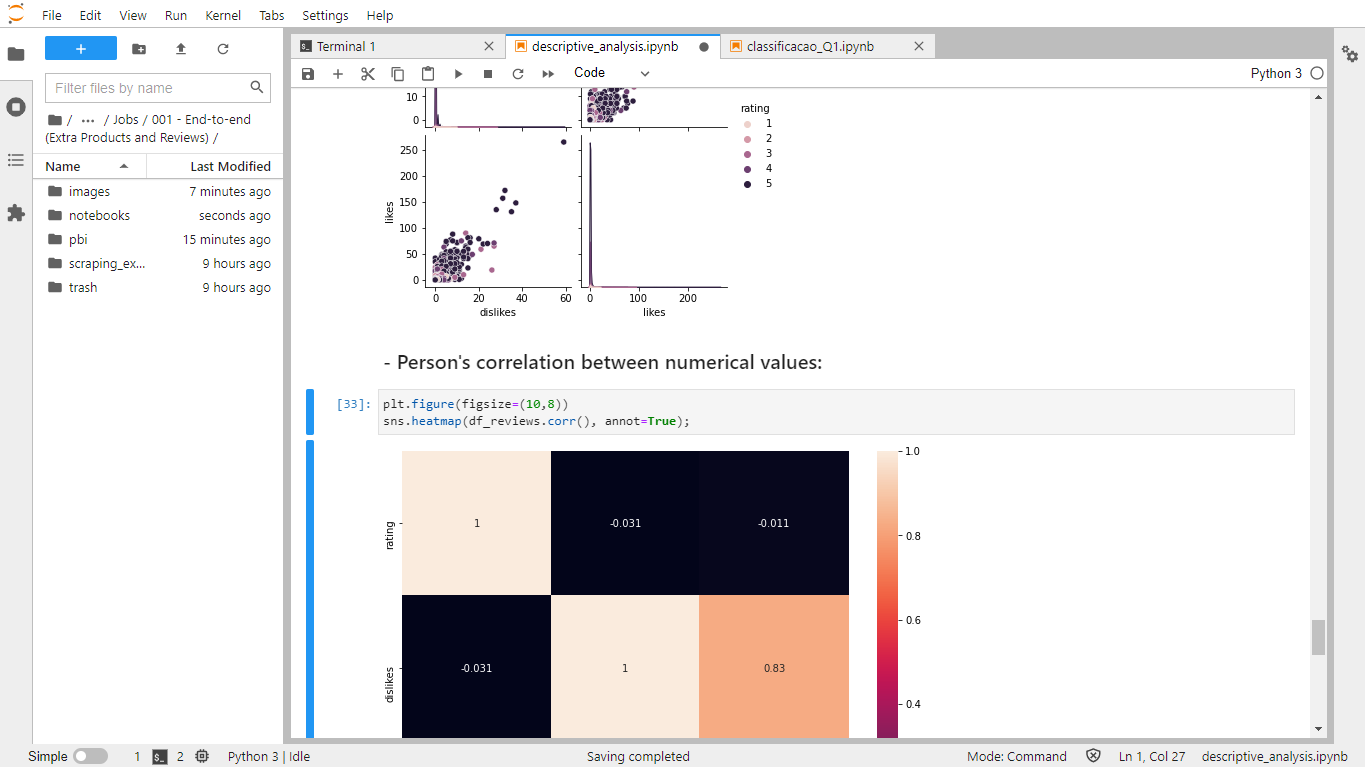 File Edit View Run Kernel Tabs Settings Help
Filter files by name
/ ··· / Jobs / 001 - End-to-end
(Extra Products and Reviews) /
Name Last Modified
images 7 minutes ago
notebooks seconds ago
pbi 15 minutes ago
scraping_ex... 9 hours ago
trash 9 hours ago
Terminal 1
descriptive_analysis.ipynb
classificacao_Q1.ipynb
Code
Python 3
10
0
rating
1
2
3
4
5
250
200
150
100
50
0
likes
0 20 40 60
dislikes
0 100 200
likes
- Person's correlation between numerical values:
[33]: plt.figure(figsize=(10,8))
sns.heatmap(df_reviews.corr(), annot=True);
rating
1 -0.031 -0.011
dislikes
-0.031 1 0.83
1.0
0.8
0.6
0.4
Simple 1 $_ 2 Python 3 | Idle Saving completed Mode: Command Ln 1, Col 27 descriptive_analysis.ipynb